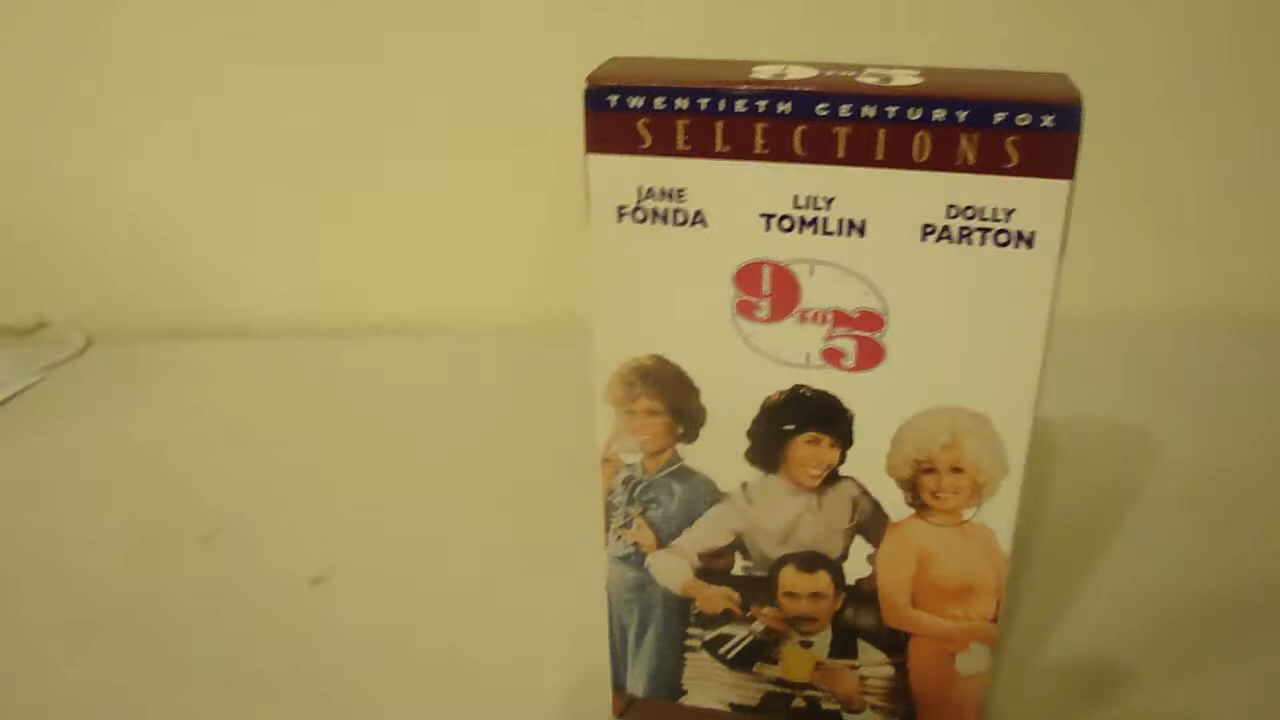 9 TO 5
TWENTIETH CENTURY FOX
SELECTIONS
JANE FONDA
LILY TOMLIN
DOLLY PARTON
9 TO 5